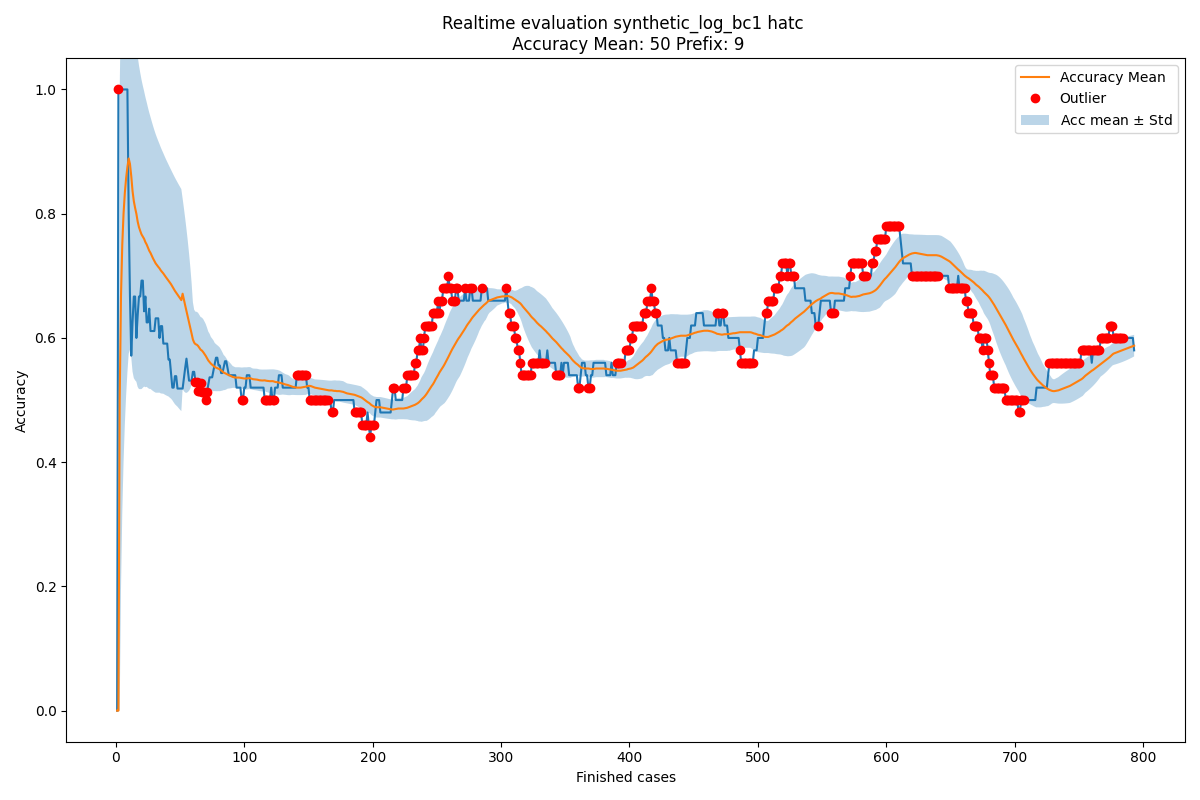 Realtime evaluation synthetic_log_bc1 hatc
Accuracy Mean: 50 Prefix: 9
Accuracy Mean
Outlier
Acc mean ± Std
1.0
0.8
0.6
0.4
0.2
0.0
Accuracy
0 100 200 300 400 500 600 700 800
Finished cases